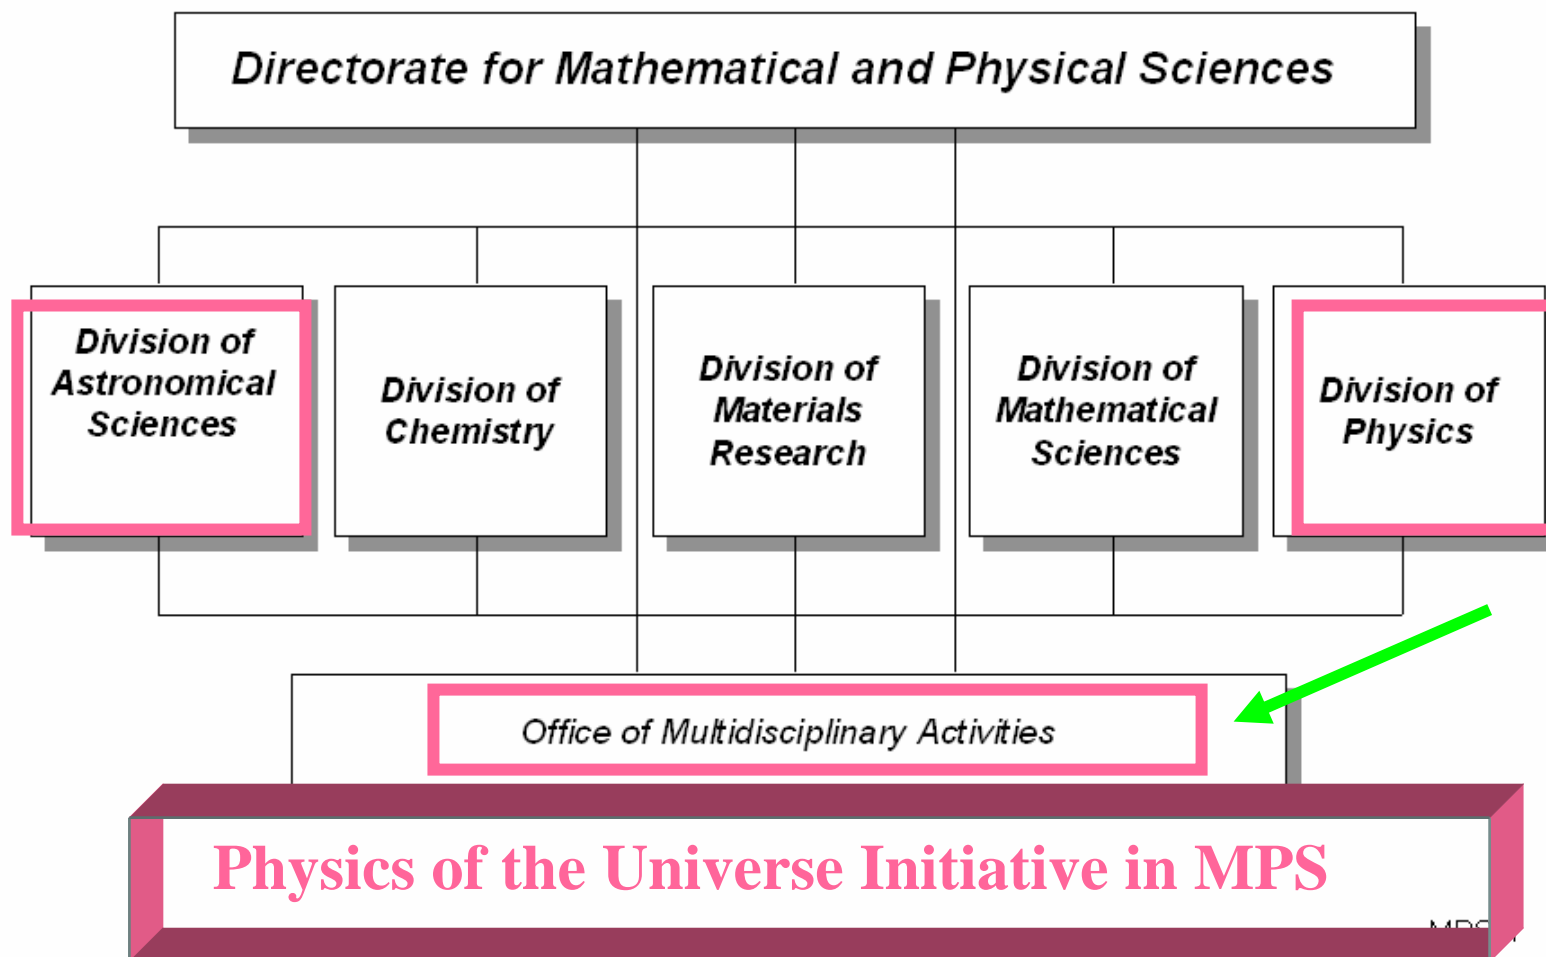 Directorate for Mathematical and Physical Sciences
Division of
Astronomical
Sciences
Division of
Chemistry
Division of
Materials
Research
Division of
Mathematical
Sciences
Division of
Physics
Office of Multidisciplinary Activities
Physics of the Universe Initiative in MPS